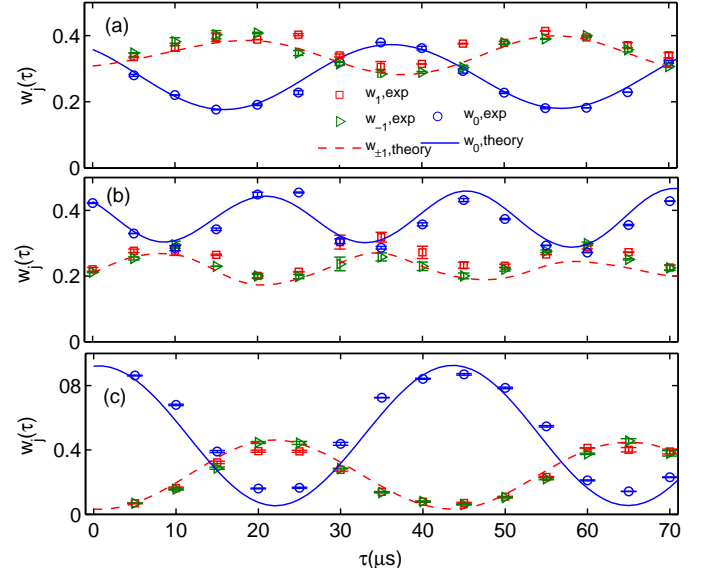 (a)
0.4
0.2
0
w_j(τ)
w_1,exp
w_−1,exp
w_0,exp
w_±1,theory
w_0,theory
(b)
0.4
0.2
0
w_j(τ)
(c)
08
0.4
0
w_j(τ)
0 10 20 30 40 50 60 70
τ(μs)